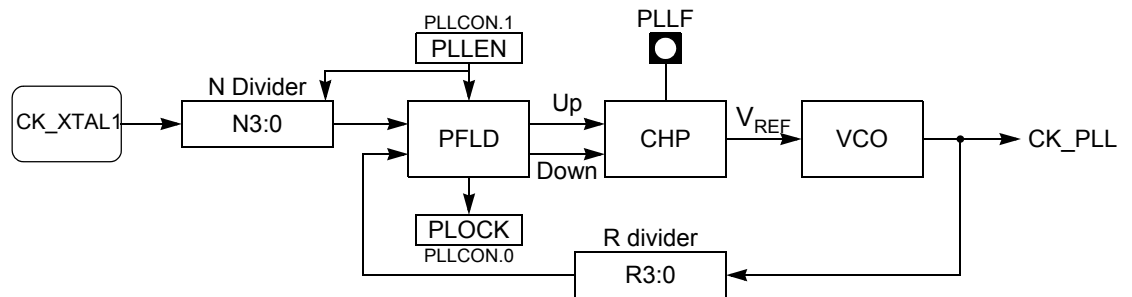 PLLCON.1
PLLF
PLLEN
N Divider
CK_XTAL1
N3:0
PFLD
Up
Down
CHP
VREF
VCO
CK_PLL
PLOCK
PLLCON.0
R divider
R3:0